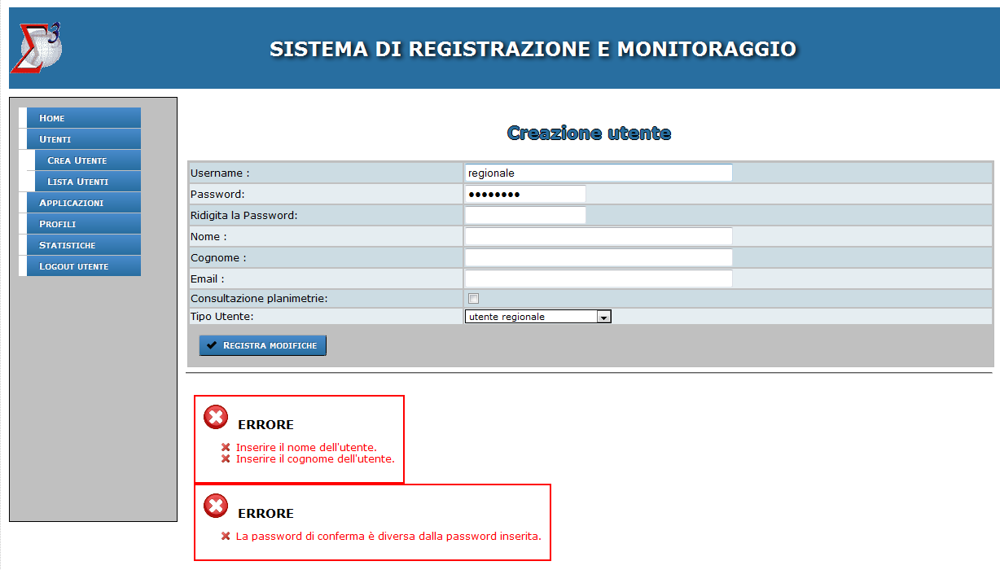 Σ3
SISTEMA DI REGISTRAZIONE E MONITORAGGIO
HOME
UTENTI
CREA UTENTE
LISTA UTENTI
APPLICAZIONI
PROFILI
STATISTICHE
LOGOUT UTENTE
Creazione utente
Username : regionale
Password: ••••••••
Ridigita la Password:
Nome :
Cognome :
Email :
Consultazione planimetrie:
Tipo Utente: utente regionale
REGISTRA MODIFICHE
ERRORE
Inserire il nome dell'utente.
Inserire il cognome dell'utente.
ERRORE
La password di conferma è diversa dalla password inserita.